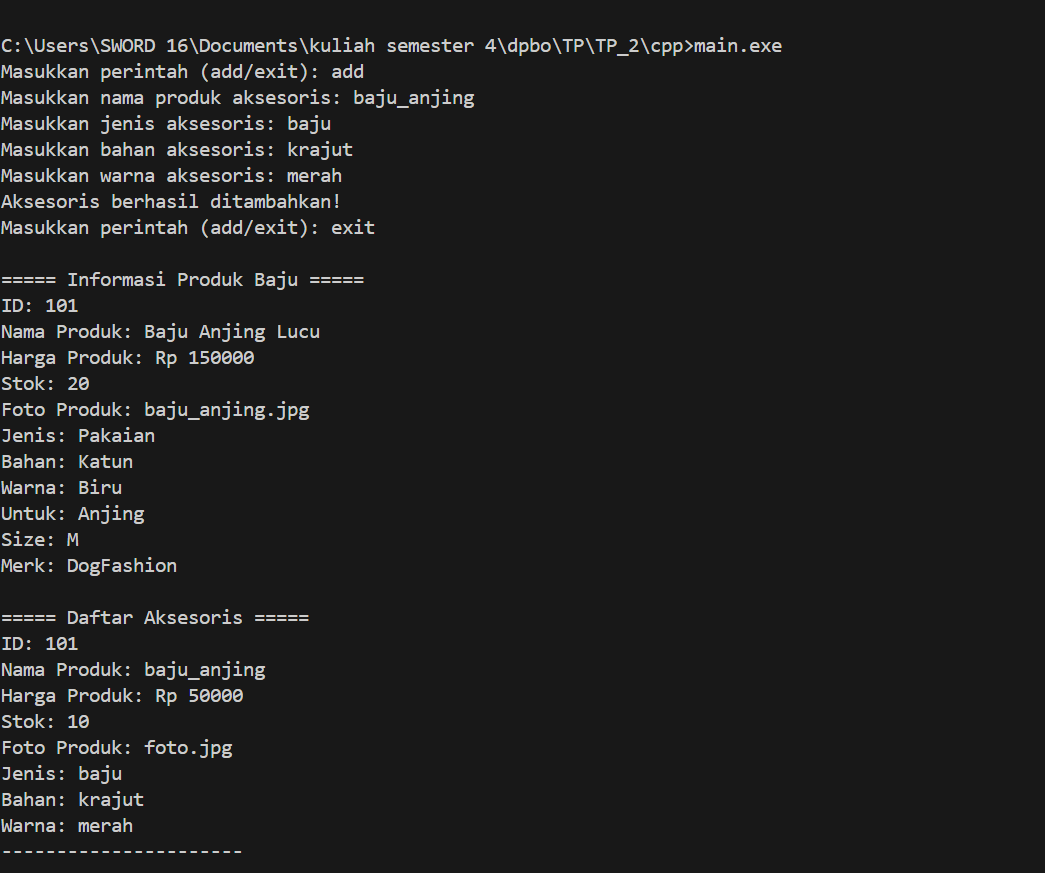 C:\Users\SWORD 16\Documents\kuliah semester 4\dpbo\TP\TP_2\cpp>main.exe
Masukkan perintah (add/exit): add
Masukkan nama produk aksesoris: baju_anjing
Masukkan jenis aksesoris: baju
Masukkan bahan aksesoris: krajut
Masukkan warna aksesoris: merah
Aksesoris berhasil ditambahkan!
Masukkan perintah (add/exit): exit
===== Informasi Produk Baju =====
ID: 101
Nama Produk: Baju Anjing Lucu
Harga Produk: Rp 150000
Stok: 20
Foto Produk: baju_anjing.jpg
Jenis: Pakaian
Bahan: Katun
Warna: Biru
Untuk: Anjing
Size: M
Merk: DogFashion
===== Daftar Aksesoris =====
ID: 101
Nama Produk: baju_anjing
Harga Produk: Rp 50000
Stok: 10
Foto Produk: foto.jpg
Jenis: baju
Bahan: krajut
Warna: merah
----------------------